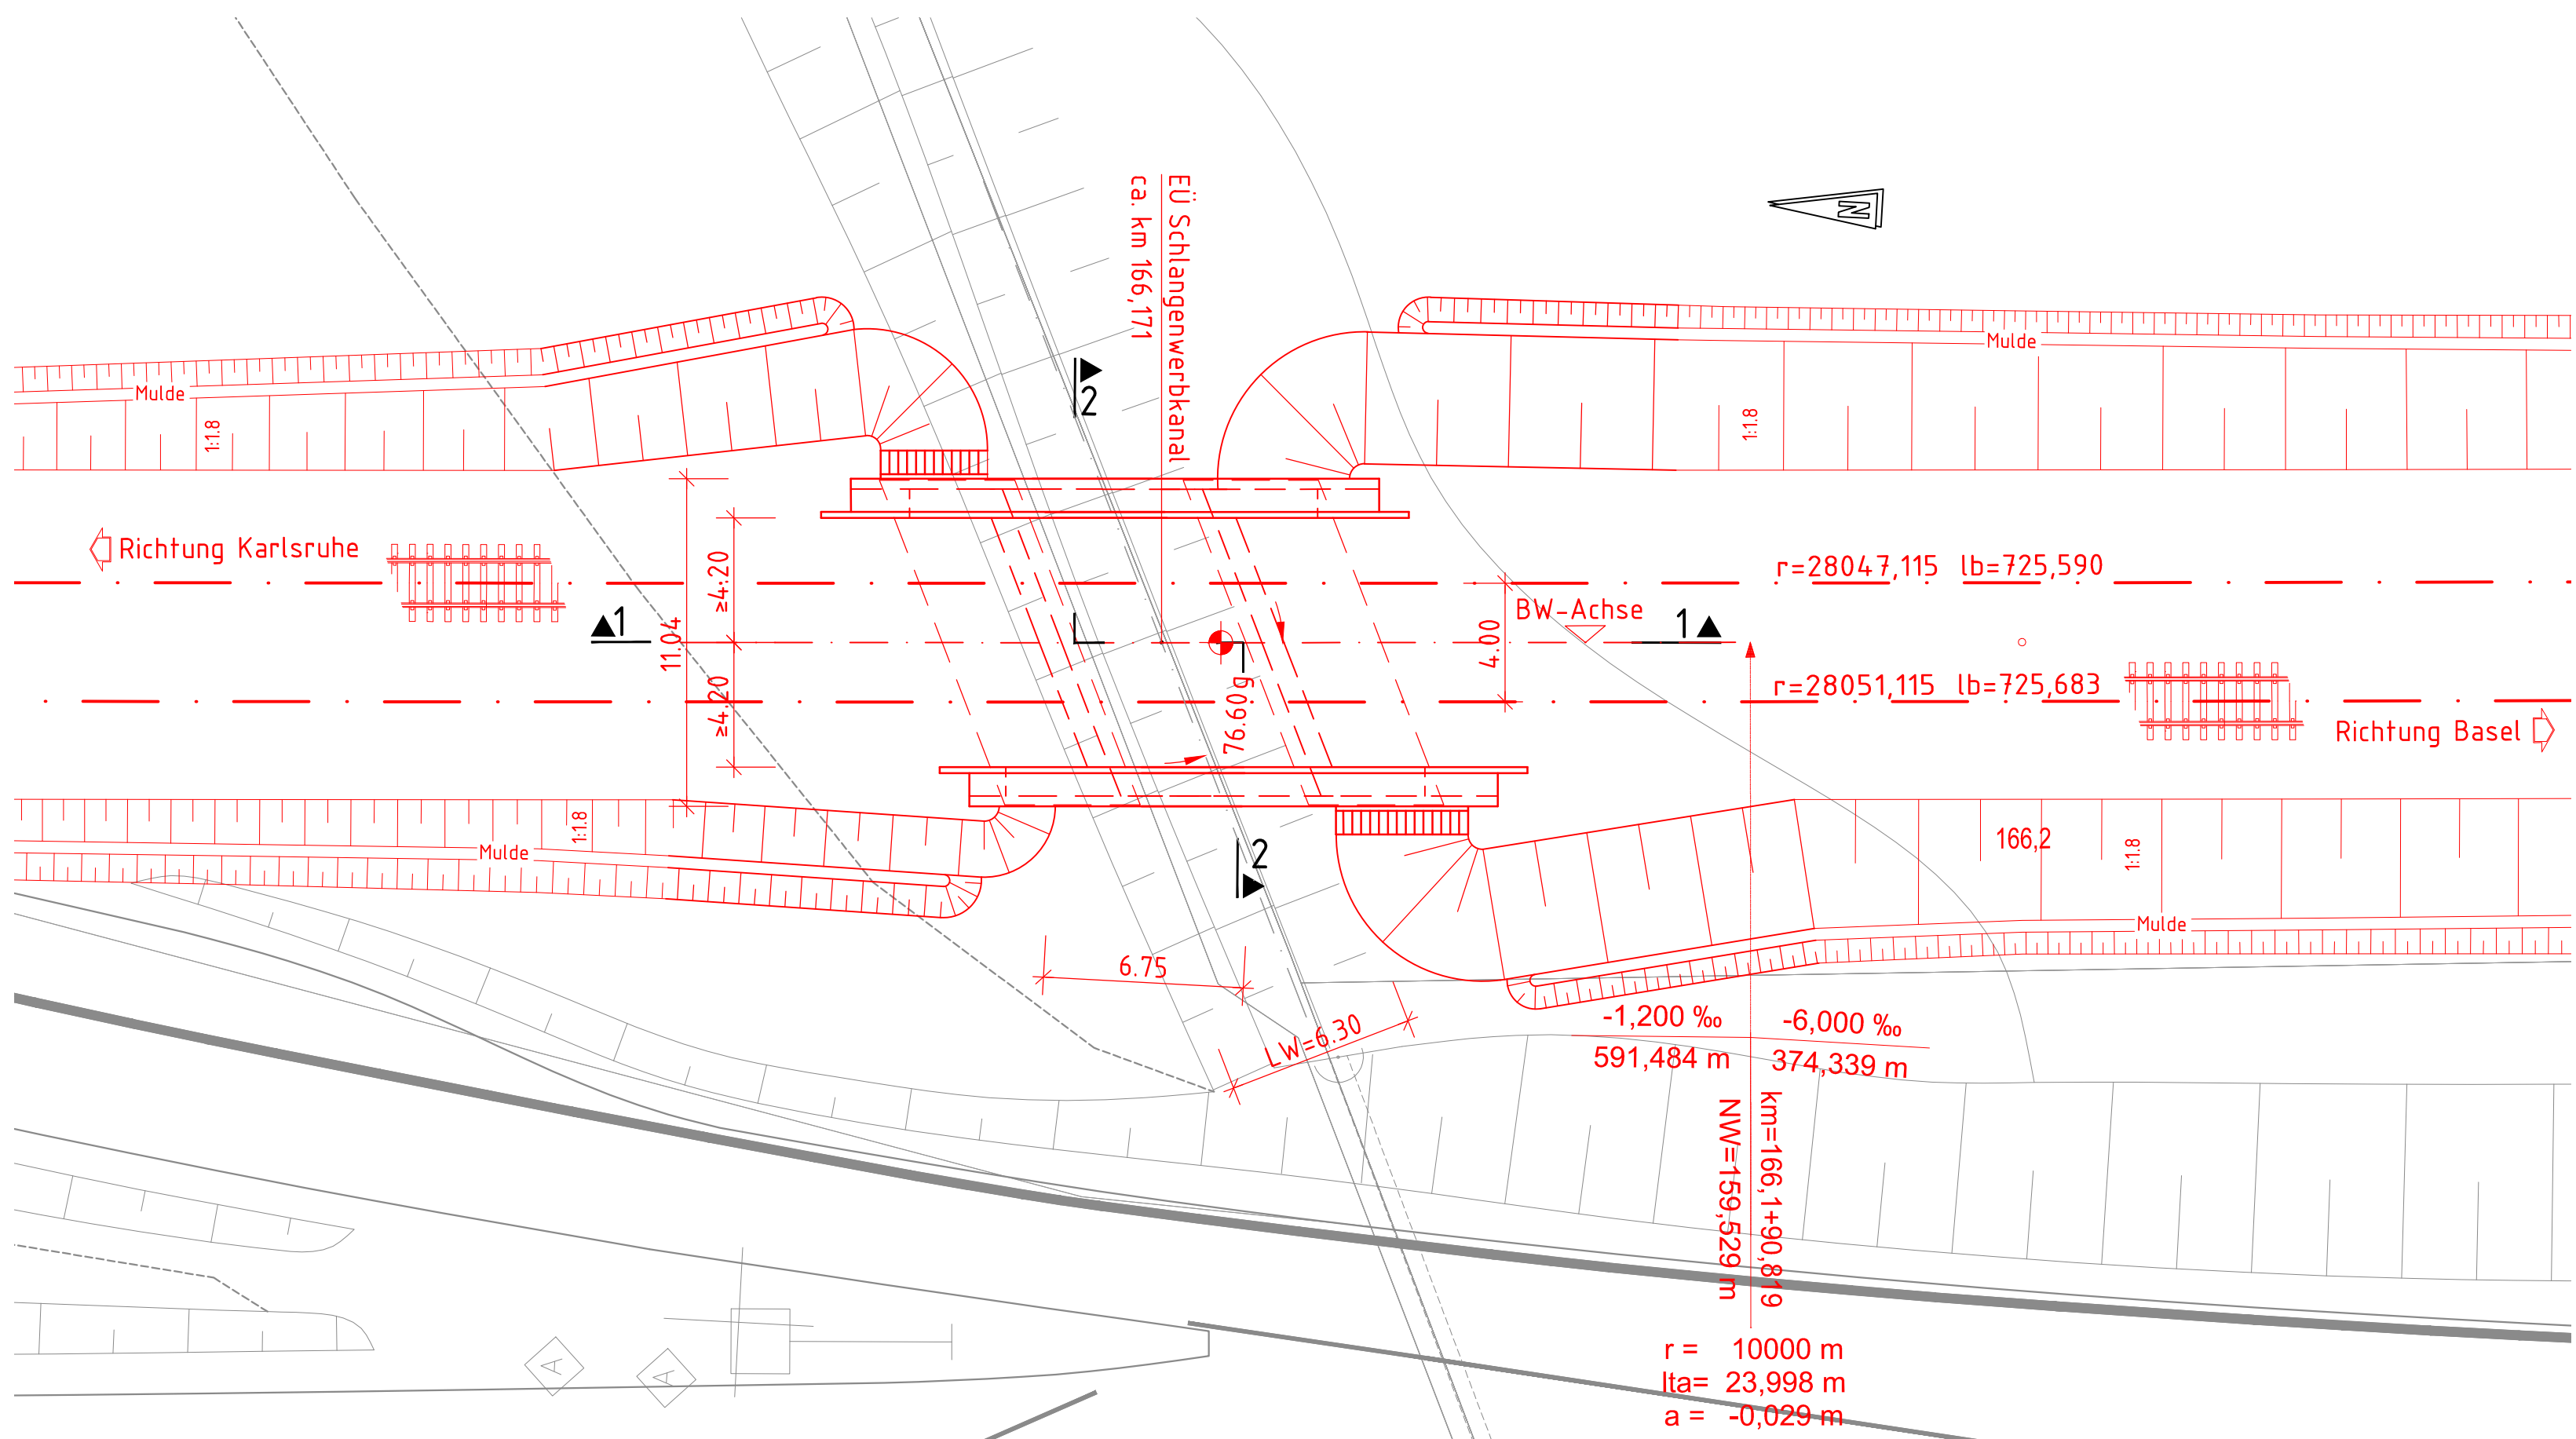 EÜ Schlangenwerbkanal
ca. km 166,171
N
Mulde
1:1.8
2
Mulde
1:1.8
Richtung Karlsruhe
≥4.20
11.04
≥4.20
1
r=28047,115 lb=725,590
BW-Achse
1
4.00
r=28051,115 lb=725,683
76.60g
Richtung Basel
1:1.8
Mulde
2
166,2
1:1.8
Mulde
6.75
LW=6.30
-1,200 ‰
-6,000 ‰
591,484 m
374,339 m
km=166,1+90,819
NW=159,529 m
r = 10000 m
lta= 23,998 m
a = -0,029 m
A
A